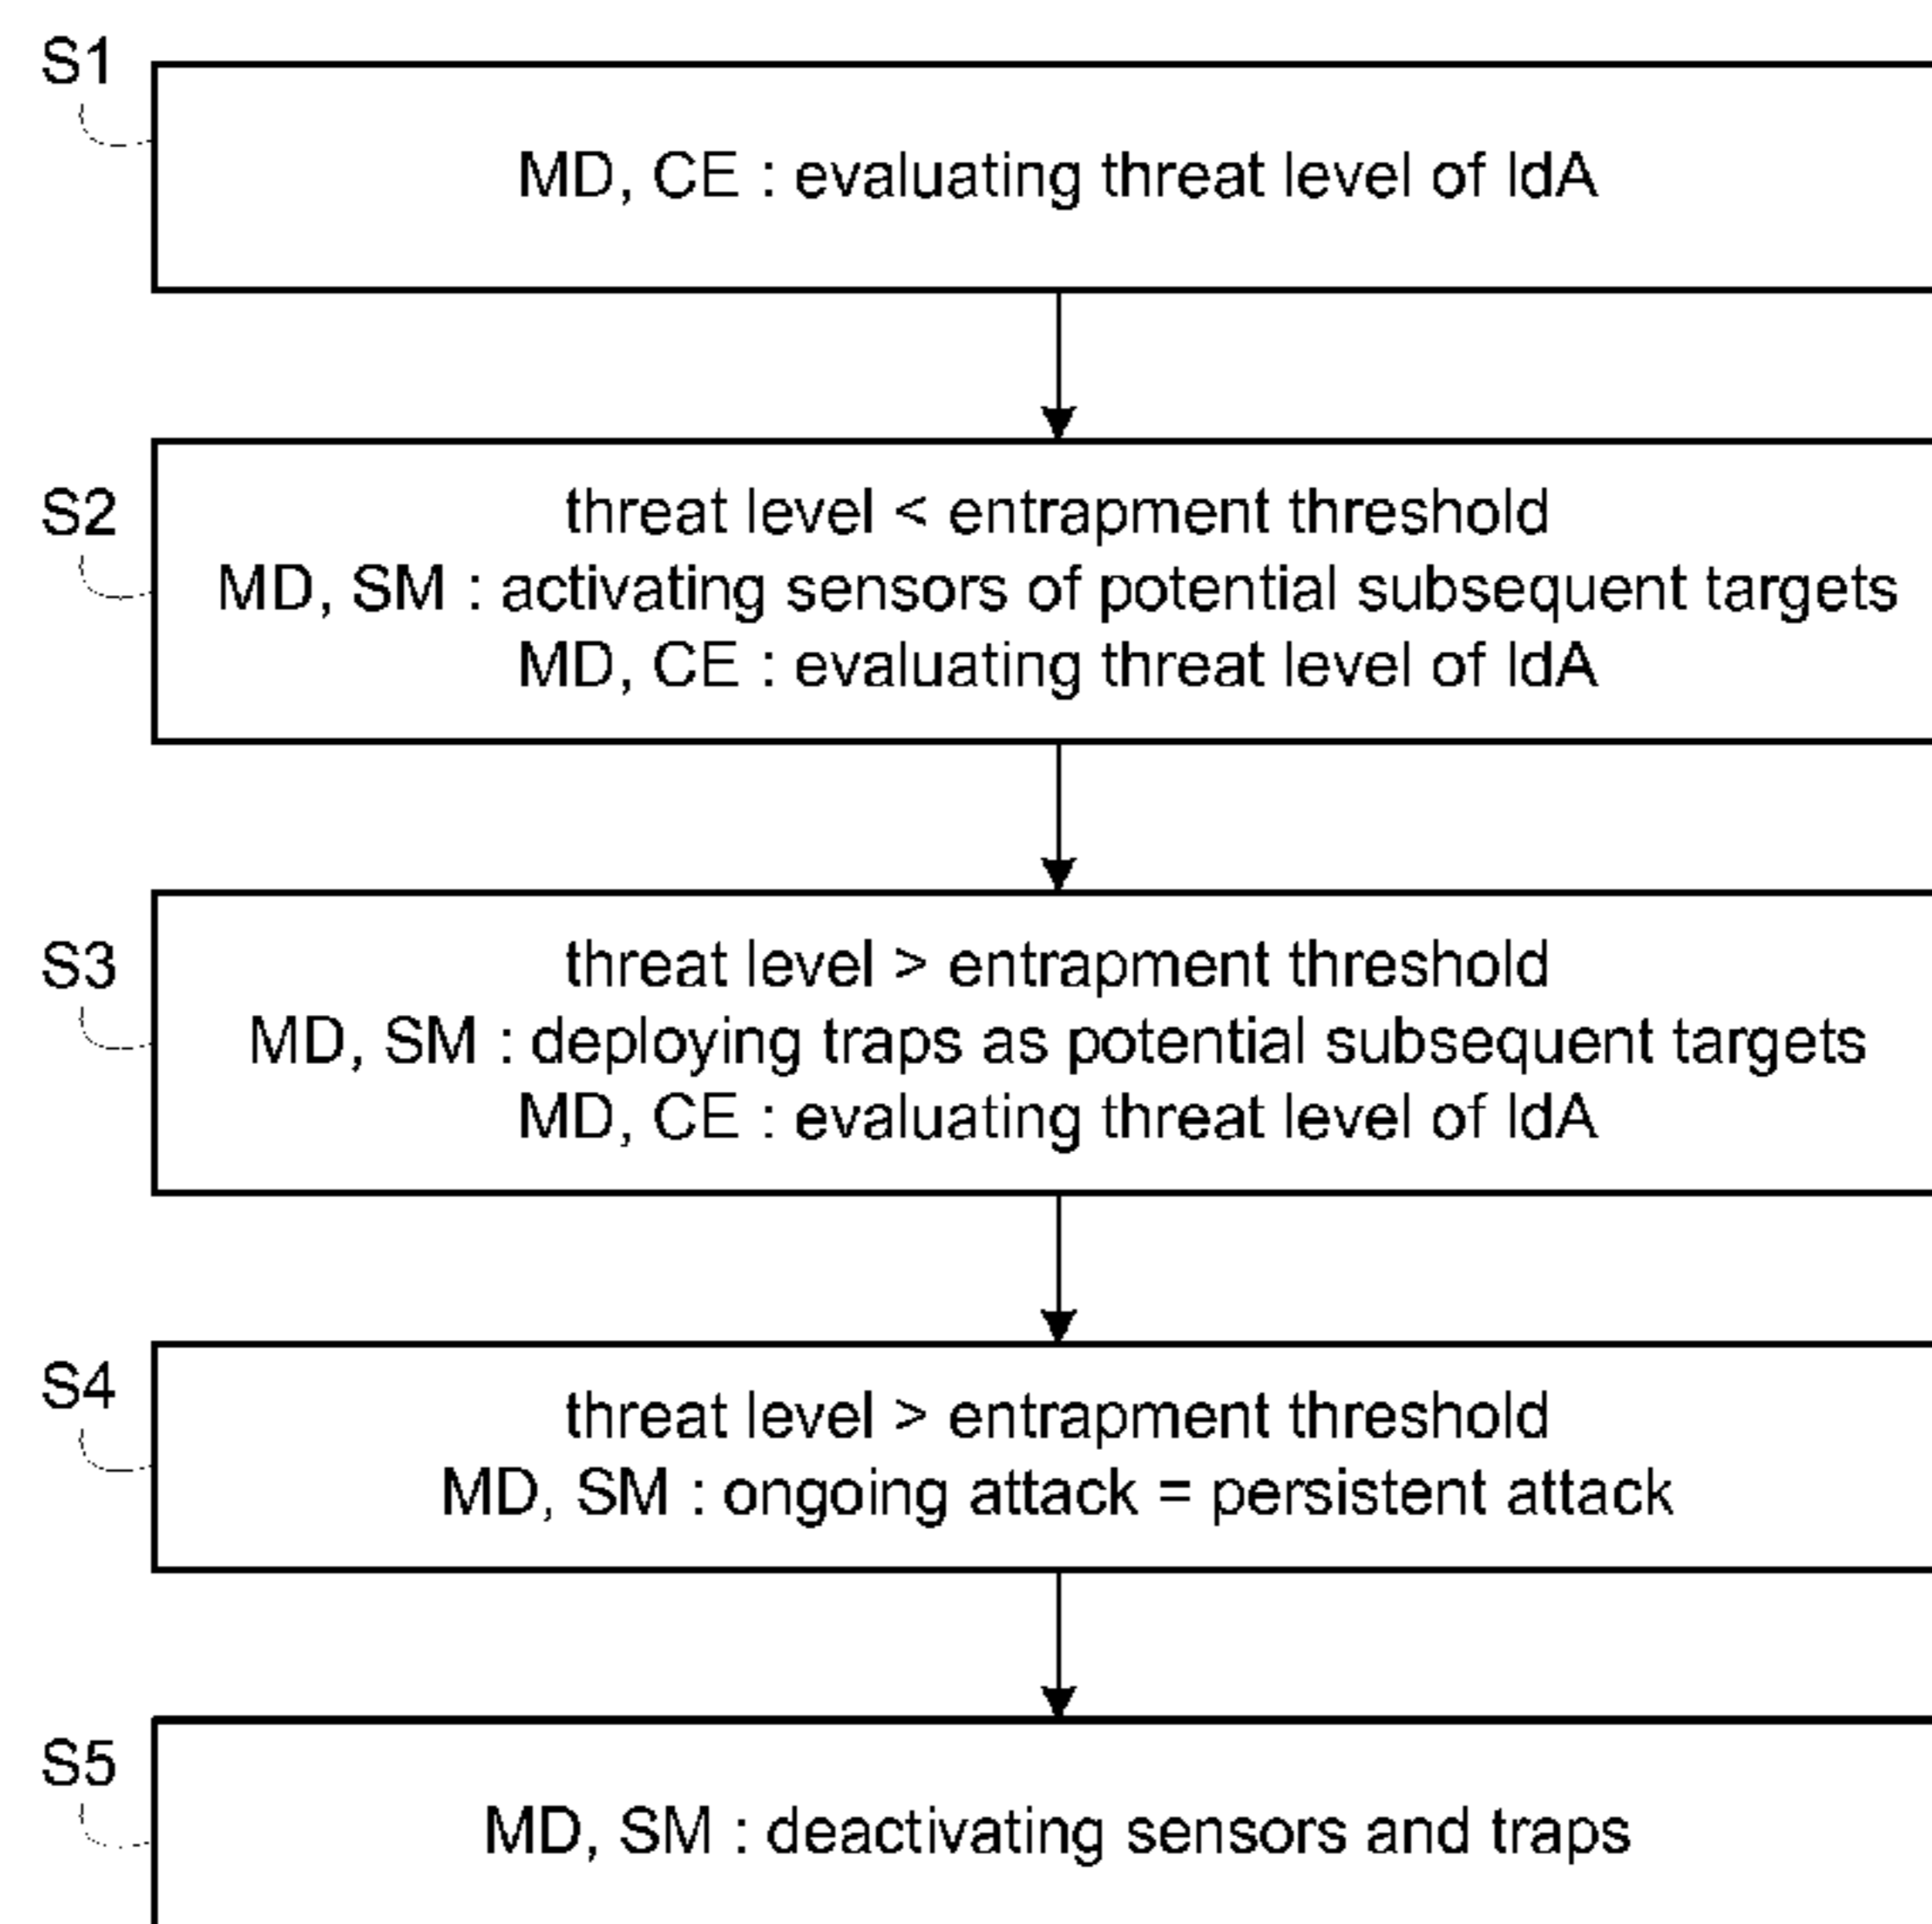 S1
MD, CE : evaluating threat level of IdA
S2
threat level < entrapment threshold
MD, SM : activating sensors of potential subsequent targets
MD, CE : evaluating threat level of IdA
S3
threat level > entrapment threshold
MD, SM : deploying traps as potential subsequent targets
MD, CE : evaluating threat level of IdA
S4
threat level > entrapment threshold
MD, SM : ongoing attack = persistent attack
S5
MD, SM : deactivating sensors and traps